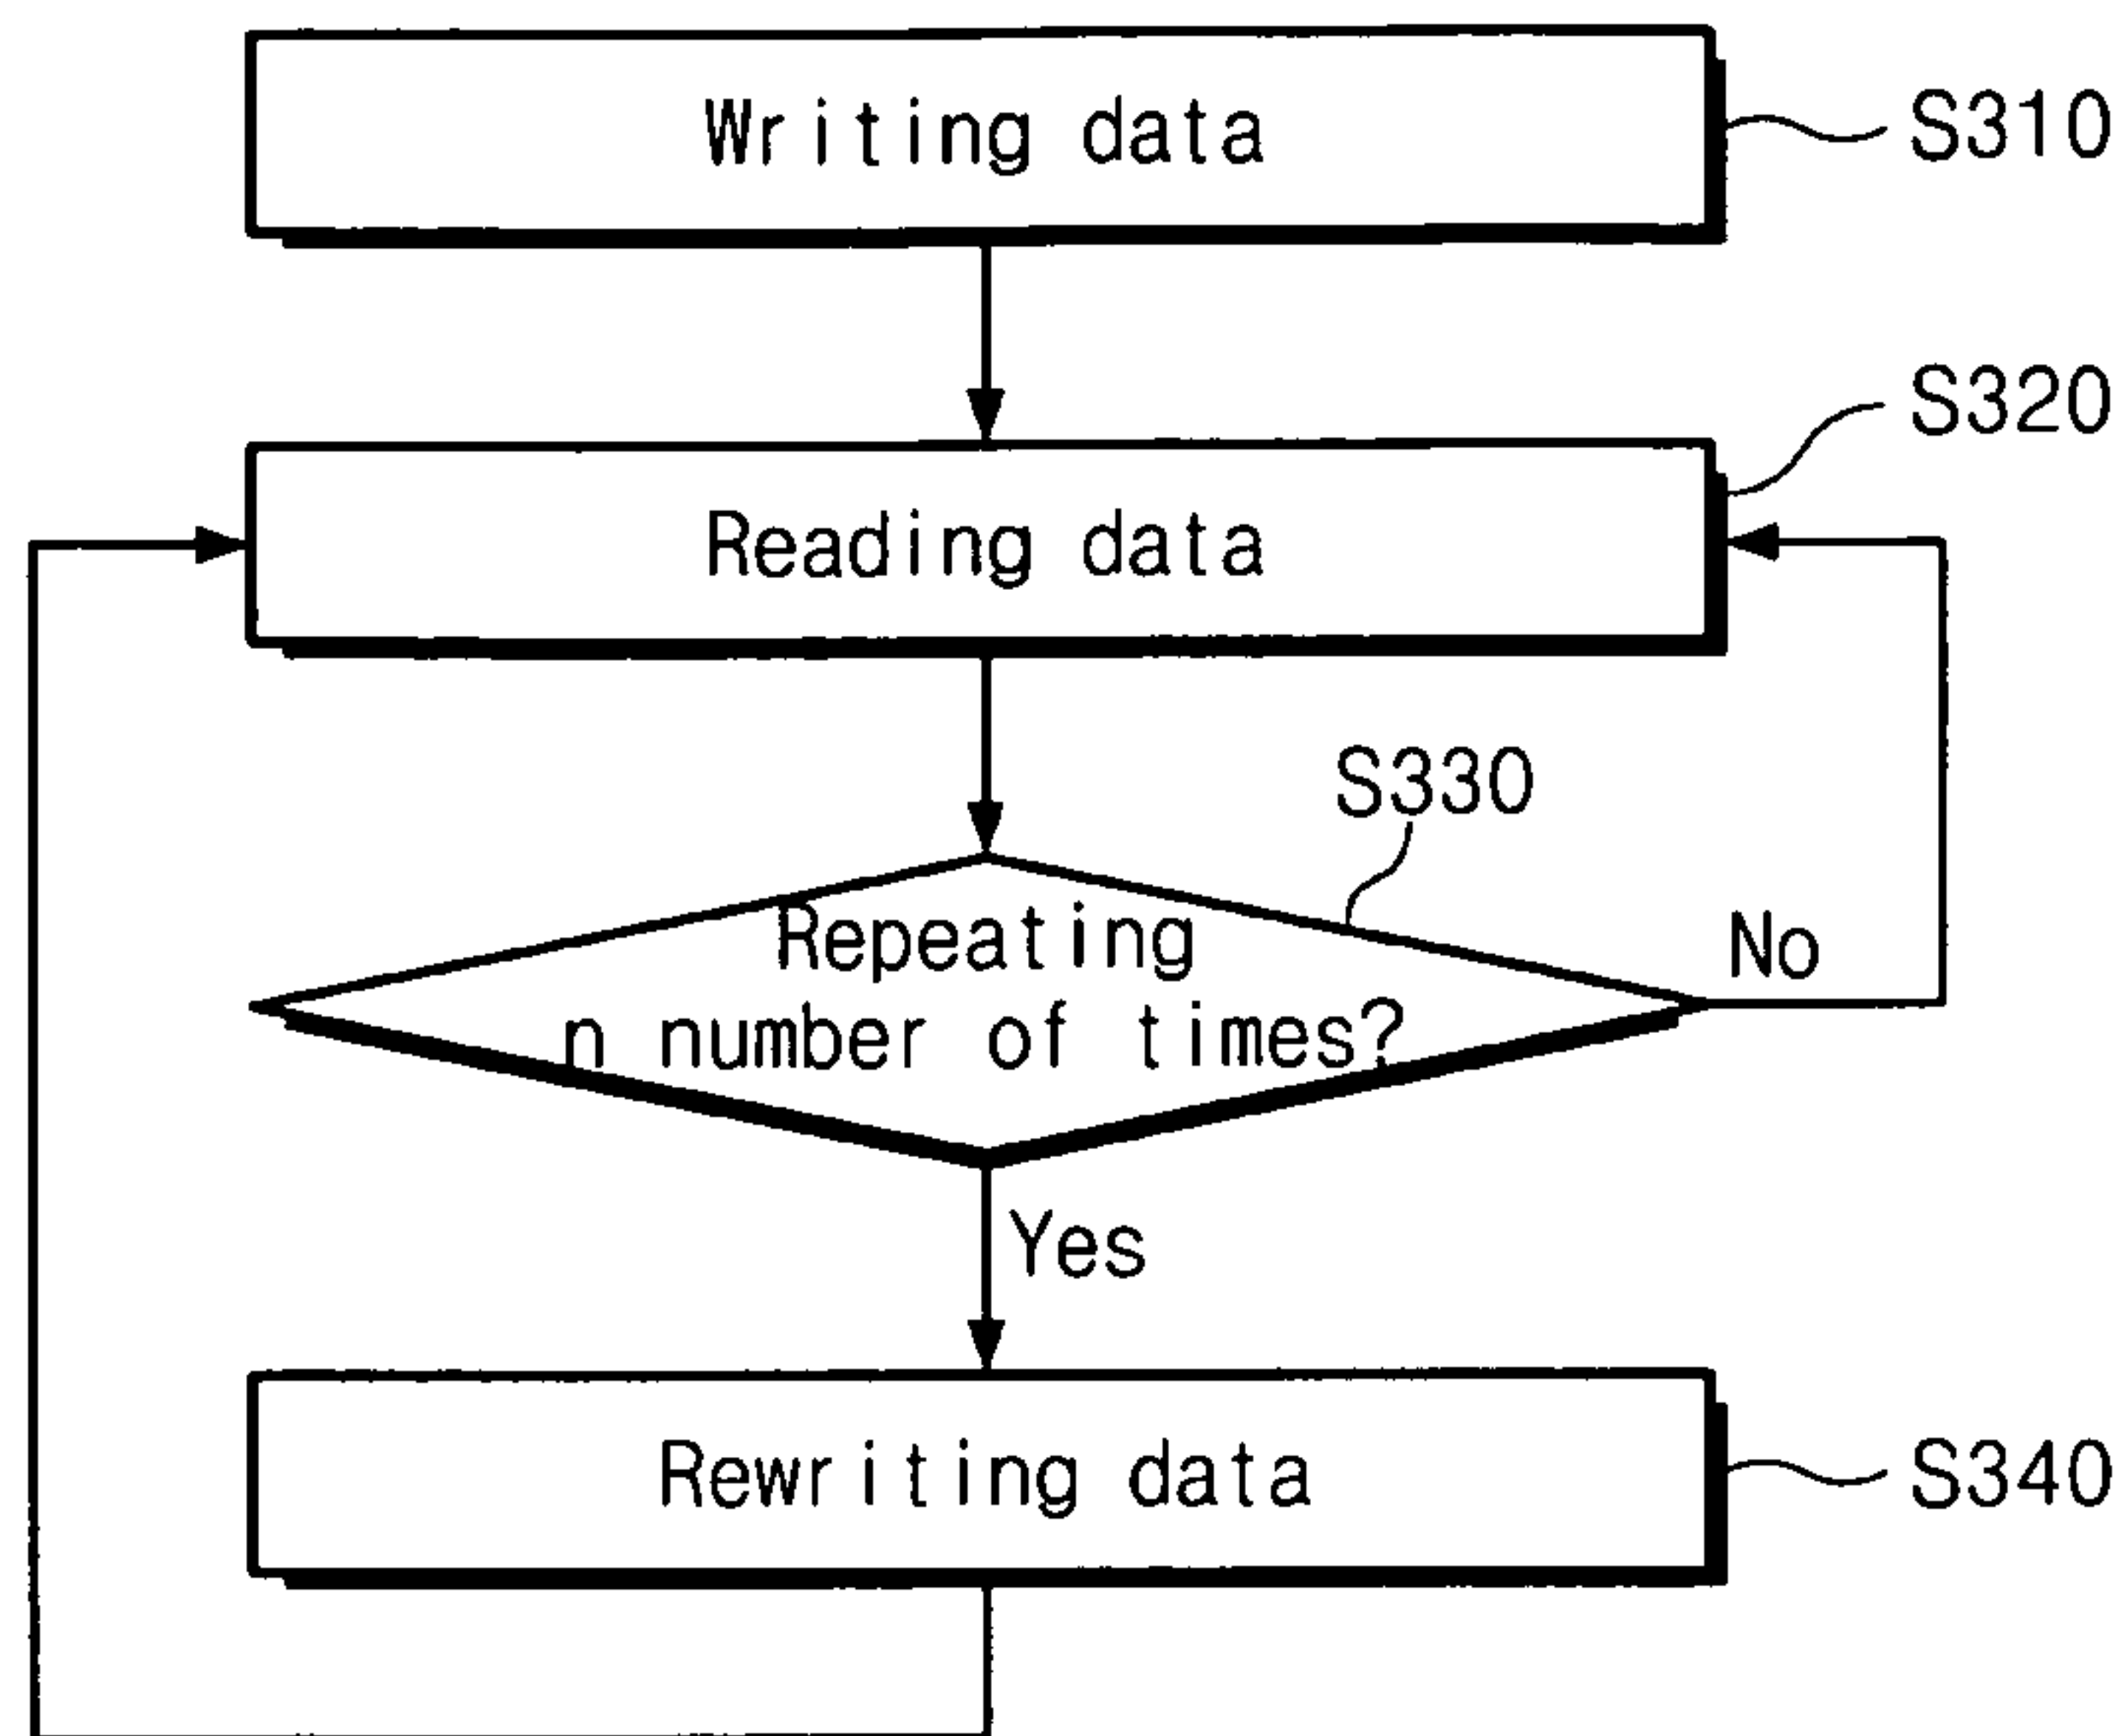 Writing data
S310
S320
Reading data
S330
Repeating
n number of times?
No
Yes
Rewriting data
S340